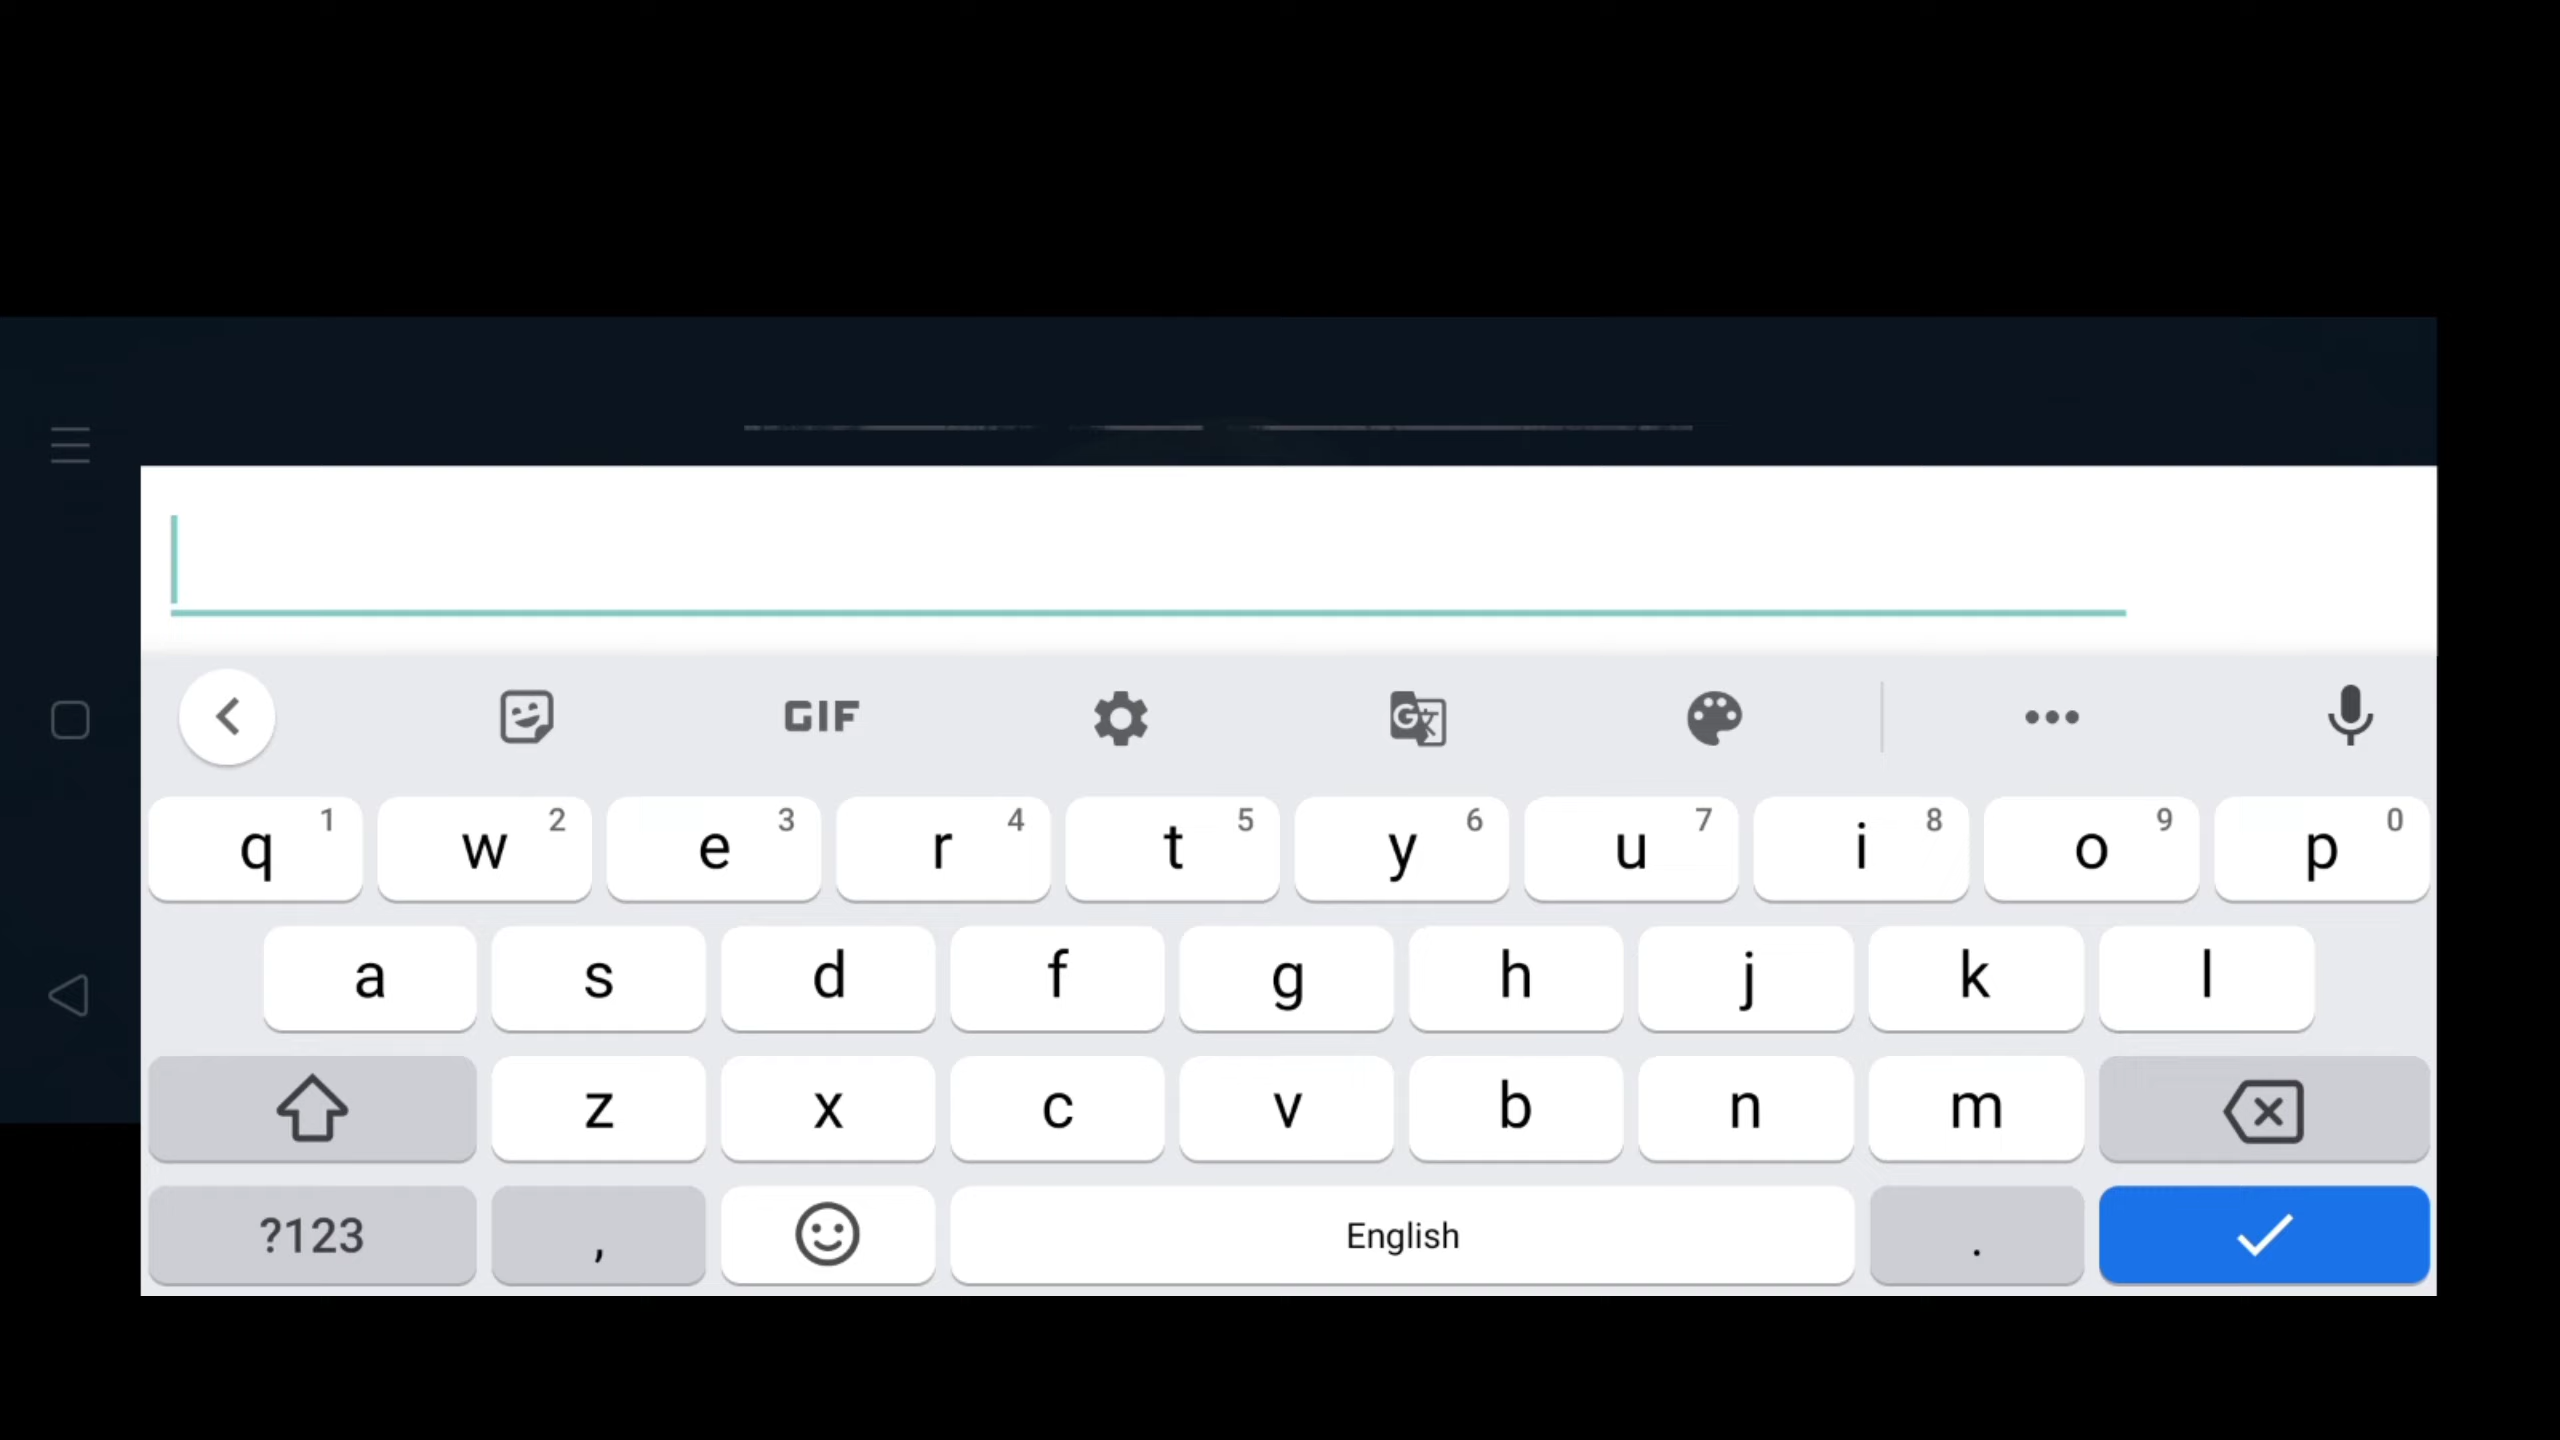 GIF
q 1 w 2 e 3 r 4 t 5 y 6 u 7 i 8 o 9 p 0
a s d f g h j k l
z x c v b n m
?123 , English .